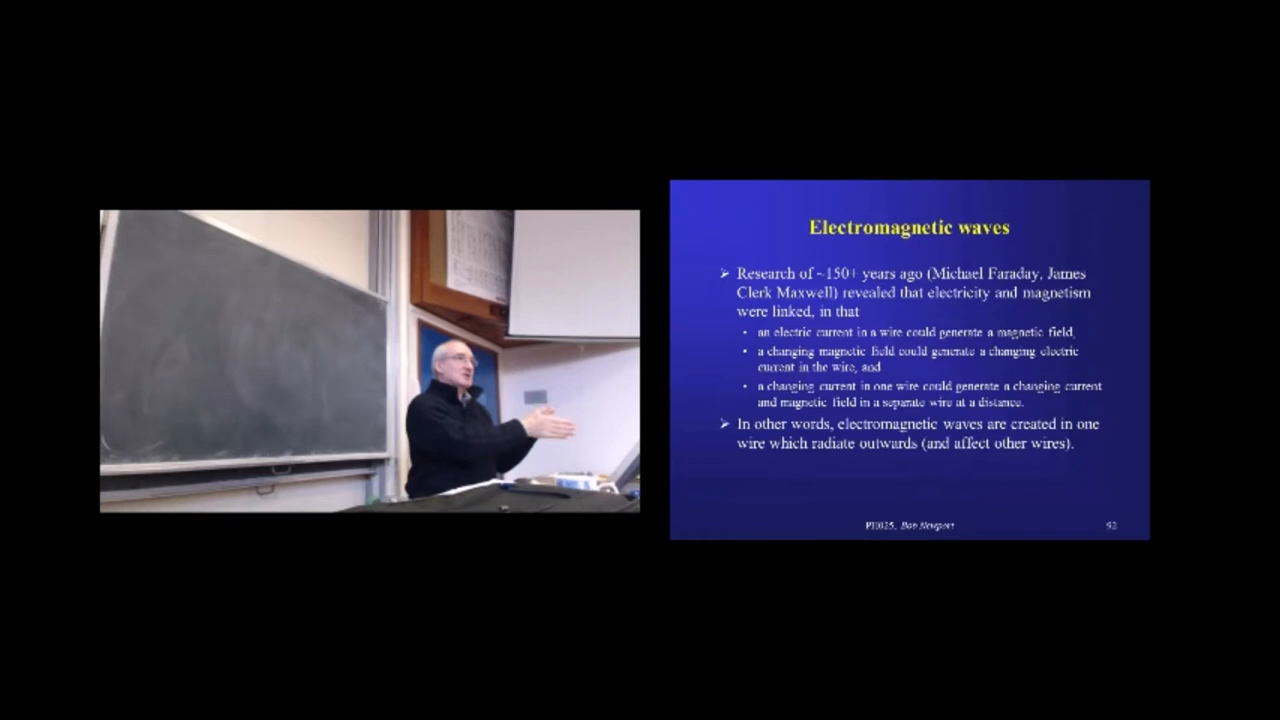 Electromagnetic waves
➤ Research of ~150+ years ago (Michael Faraday, James
Clerk Maxwell) revealed that electricity and magnetism
were linked, in that
• an electric current in a wire could generate a magnetic field,
• a changing magnetic field could generate a changing electric
current in the wire, and
• a changing current in one wire could generate a changing current
and magnetic field in a separate wire at a distance.
➤ In other words, electromagnetic waves are created in one
wire which radiate outwards (and affect other wires).
PH025, Bob Newport
92